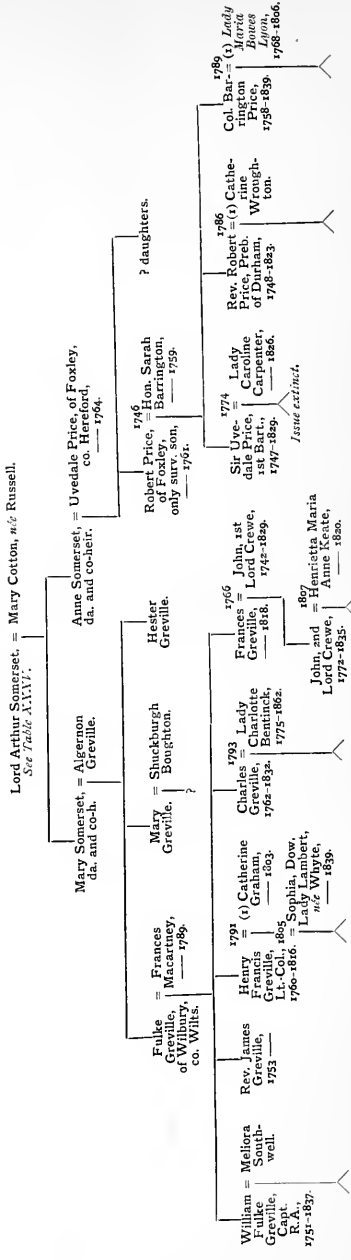 Lord Arthur Somerset. = Mary Cotton, née Russell.
See Table XXXV.
Mary Somerset, = Algernon
da. and co-h. Greville.
Anne Somerset, = Uvedale Price, of Foxley,
da. and co-heir. co. Hereford,
—— 1764.
Fulke = Frances
Greville, Macartney,
of Wilbury, —— 1789.
co. Wilts.
Mary = Shuckburgh
Greville. Boughton.
?
Hester
Greville.
1746
Robert Price, = Hon. Sarah
of Foxley, Barrington,
only surv. son, —— 1759.
—— 1761.
? daughters.
William = Meliora
Fulke South-
Greville, well.
Capt.
R.A.,
1751-1837.
Rev. James
Greville,
1753 ——
1791
Henry = (1) Catherine
Francis Graham,
Greville, —— 1803.
Lt.-Col., 1805
1760-1816. = Sophia, Dow.
Lady Lambert,
née Whyte,
—— 1839.
1793
Charles = Lady
Greville, Charlotte
1762-1832. Bentinck,
1775-1862.
1766
Frances = John, 1st
Greville, Lord Crewe,
—— 1818. 1742-1829.
1807
John, 2nd = Henrietta Maria
Lord Crewe, Anne Keate,
1772-1835. —— 1820.
1774
Sir Uve- = Lady
dale Price, Caroline
1st Bart., Carpenter,
1747-1829. —— 1826.
Issue extinct.
1786
Rev. Robert = (1) Cathe-
Price, Preb. rine
of Durham, Wrough-
1748-1823. ton.
1789
Col. Bar- = (1) Lady
rington Maria
Price, Bowes
1758-1839. Lyon,
1768-1806.